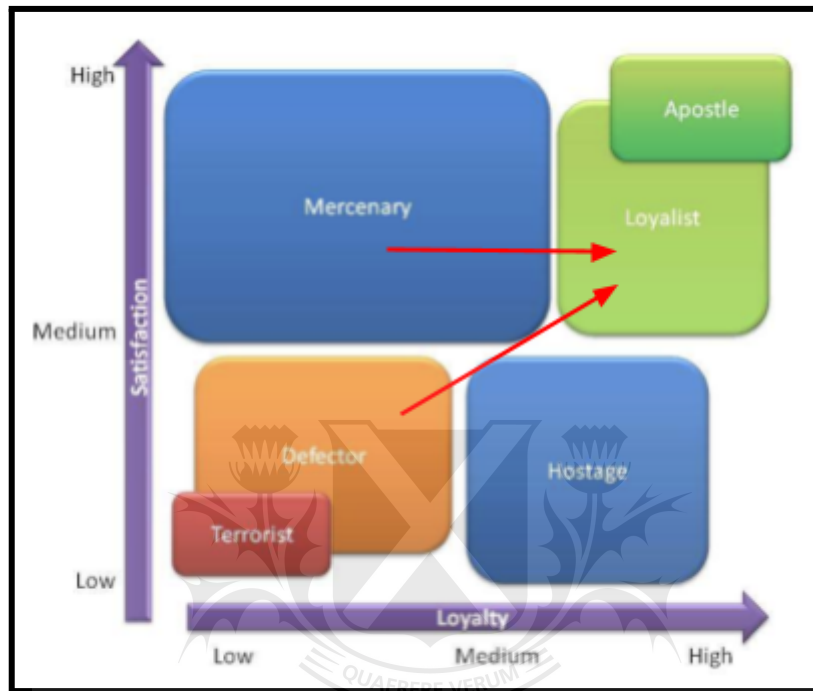 High
Apostle
Mercenary
Loyalist
Medium
Satisfaction
Defector
Hostage
Terrorist
Low
Loyalty
Low Medium High
QUAERERE VERUM